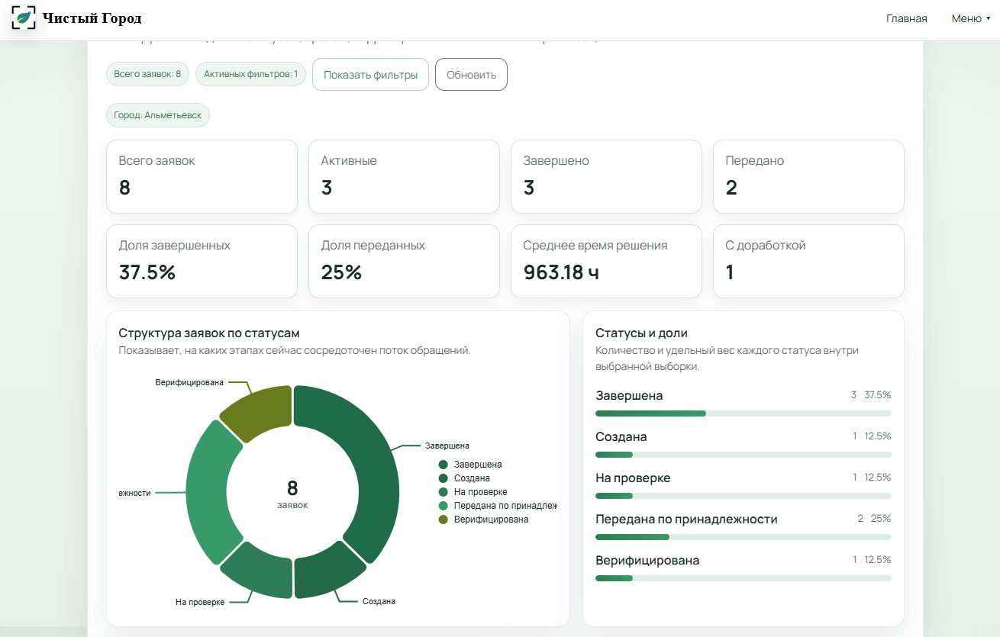 Чистый Город
Главная
Меню
Всего заявок: 8
Активных фильтров: 1
Показать фильтры
Обновить
Город: Альметьевск
Всего заявок
8
Активные
3
Завершено
3
Передано
2
Доля завершенных
37.5%
Доля переданных
25%
Среднее время решения
963.18 ч
С доработкой
1
Структура заявок по статусам
Показывает, на каких этапах сейчас сосредоточен поток обращений.
Верифицирована
Завершена
ежности
На проверке
Создана
8
заявок
Завершена
Создана
На проверке
Передана по принадлеж
Верифицирована
Статусы и доли
Количество и удельный вес каждого статуса внутри
выбранной выборки.
Завершена 3 37.5%
Создана 1 12.5%
На проверке 1 12.5%
Передана по принадлежности 2 25%
Верифицирована 1 12.5%